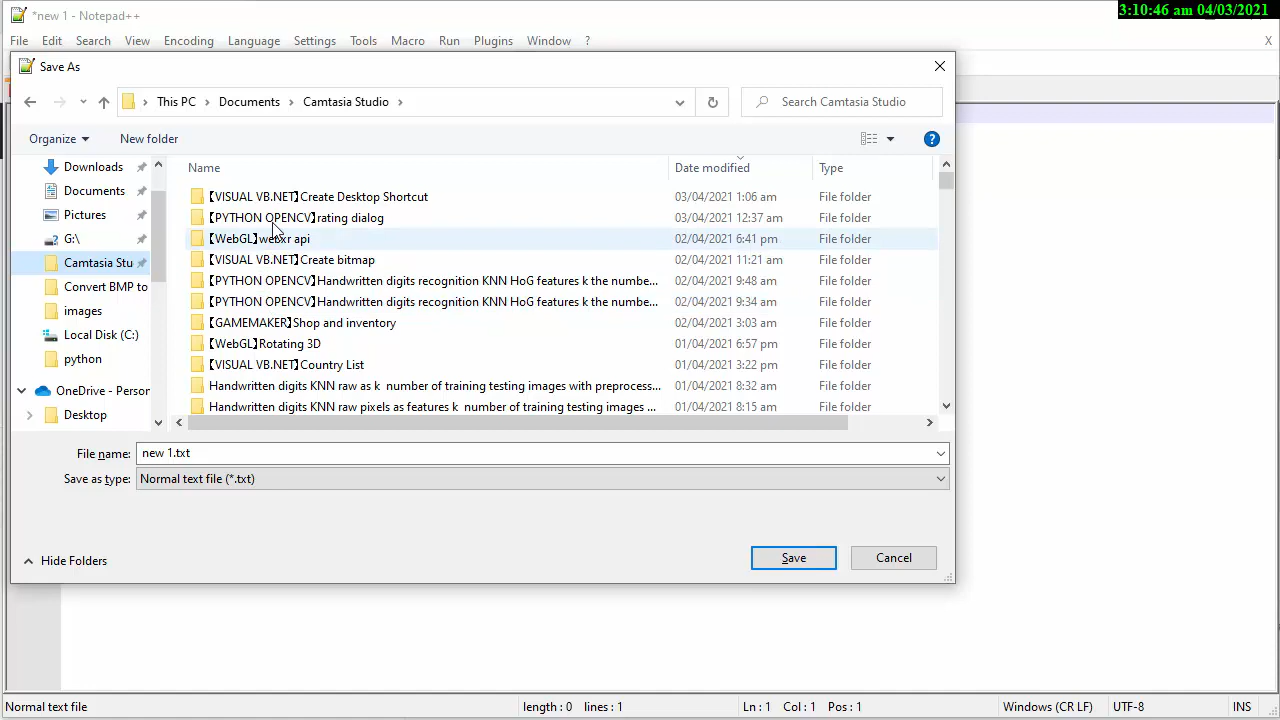 *new 1 - Notepad++
3:10:46 am 04/03/2021
File Edit Search View Encoding Language Settings Tools Macro Run Plugins Window ? X
Save As
This PC > Documents > Camtasia Studio >
Search Camtasia Studio
Organize New folder
Name Date modified Type
Downloads
Documents
Pictures
G:\
Camtasia Stu
Convert BMP to
images
Local Disk (C:)
python
OneDrive - Person
Desktop
【VISUAL VB.NET】Create Desktop Shortcut 03/04/2021 1:06 am File folder
【PYTHON OPENCV】rating dialog 03/04/2021 12:37 am File folder
【WebGL】webxr api 02/04/2021 6:41 pm File folder
【VISUAL VB.NET】Create bitmap 02/04/2021 11:21 am File folder
【PYTHON OPENCV】Handwritten digits recognition KNN HoG features k the numbe... 02/04/2021 9:48 am File folder
【PYTHON OPENCV】Handwritten digits recognition KNN HoG features k the numbe... 02/04/2021 9:34 am File folder
【GAMEMAKER】Shop and inventory 02/04/2021 3:03 am File folder
【WebGL】Rotating 3D 01/04/2021 6:57 pm File folder
【VISUAL VB.NET】Country List 01/04/2021 3:22 pm File folder
Handwritten digits KNN raw as k number of training testing images with preprocess... 01/04/2021 8:32 am File folder
Handwritten digits KNN raw pixels as features k number of training testing images ... 01/04/2021 8:15 am File folder
File name: new 1.txt
Save as type: Normal text file (*.txt)
Hide Folders
Save Cancel
Normal text file length : 0 lines : 1 Ln : 1 Col : 1 Pos : 1 Windows (CR LF) UTF-8 INS